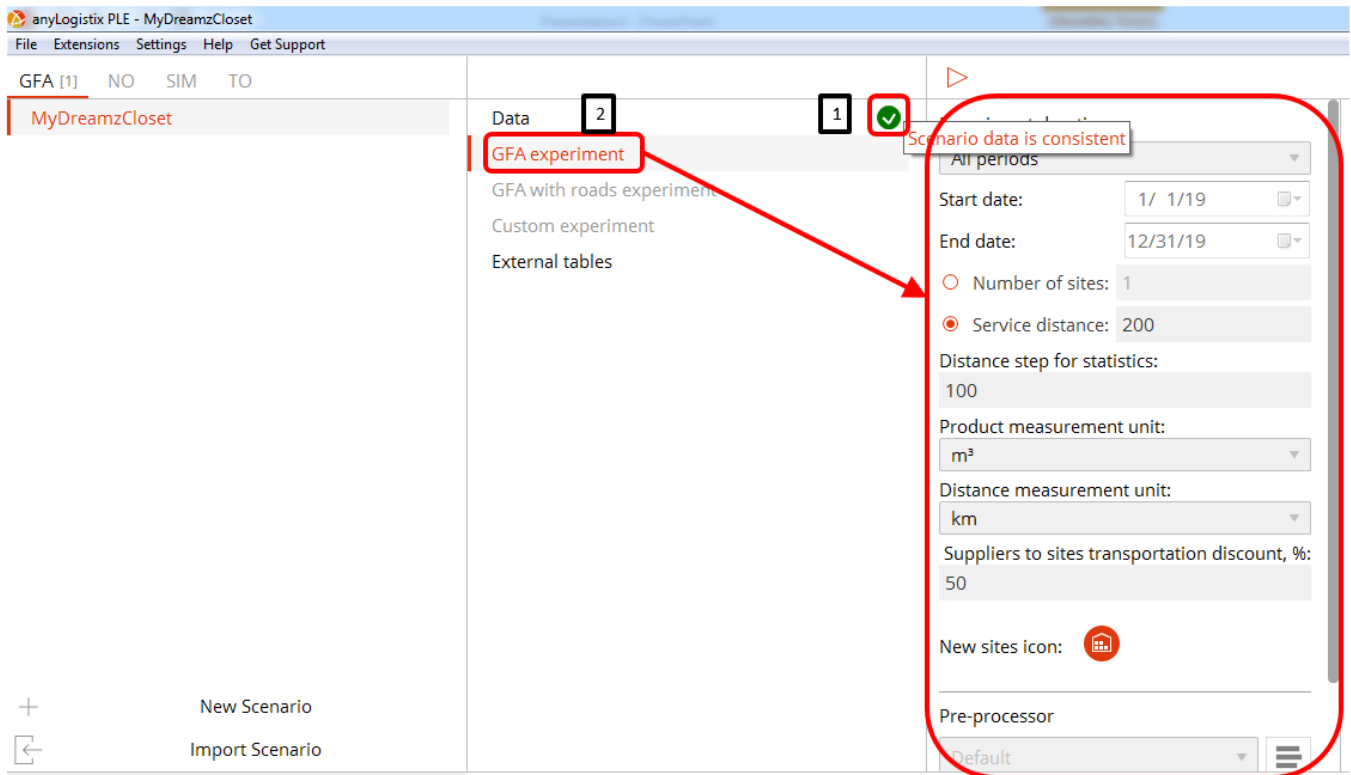 anyLogistix PLE - MyDreamzCloset
File Extensions Settings Help Get Support
GFA [1] NO SIM TO
MyDreamzCloset
Data
2
1
Scenario data is consistent
GFA experiment
GFA with roads experiment
Custom experiment
External tables
All periods
Start date: 1/ 1/19
End date: 12/31/19
Number of sites: 1
Service distance: 200
Distance step for statistics:
100
Product measurement unit:
m³
Distance measurement unit:
km
Suppliers to sites transportation discount, %:
50
New sites icon:
Pre-processor
Default
New Scenario
Import Scenario